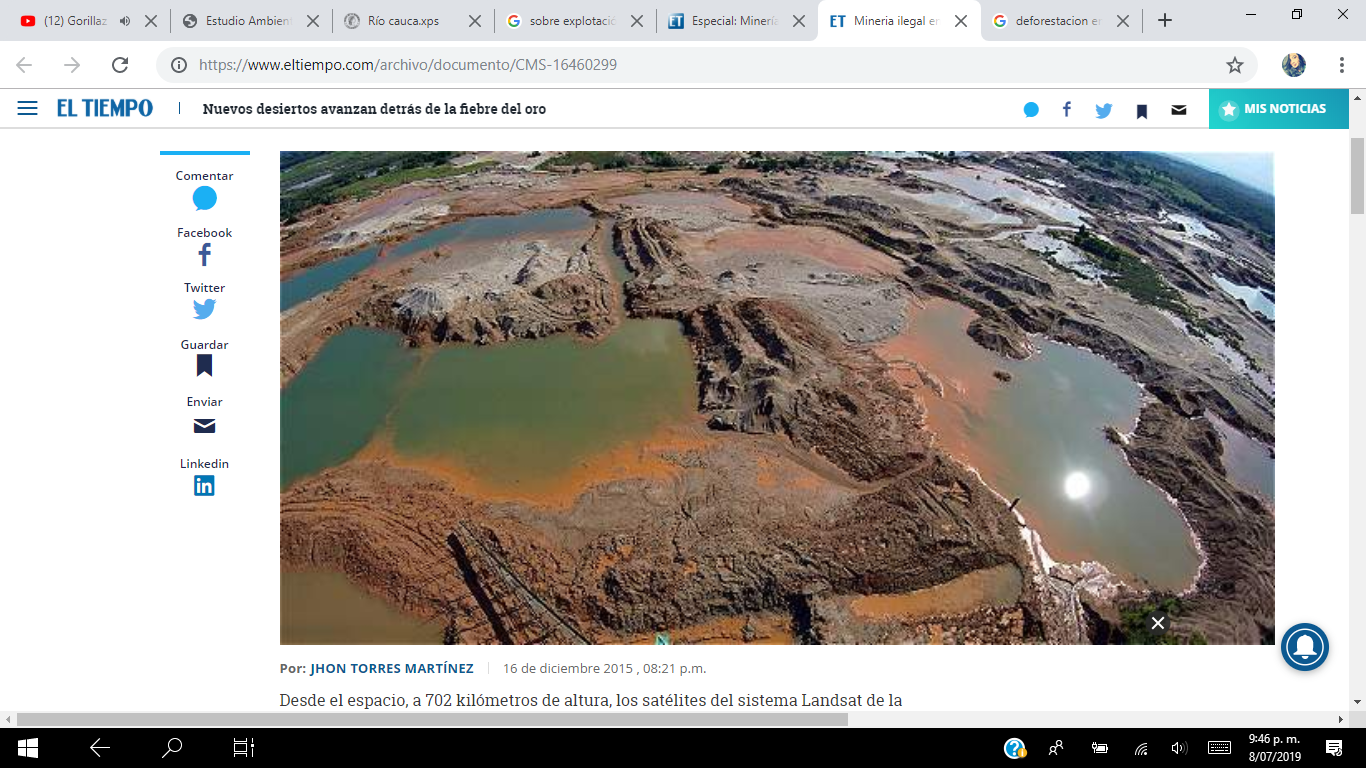 (12) Gorillaz
Estudio Ambien
Río cauca.xps
sobre explotació
Especial: Minería
ET Mineria ilegal en
deforestacion e
https://www.eltiempo.com/archivo/documento/CMS-16460299
EL TIEMPO | Nuevos desiertos avanzan detrás de la fiebre del oro
MIS NOTICIAS
Comentar
Facebook
Twitter
Guardar
Enviar
Linkedin
Por: JHON TORRES MARTÍNEZ | 16 de diciembre 2015 , 08:21 p.m.
Desde el espacio, a 702 kilómetros de altura, los satélites del sistema Landsat de la
9:46 p. m.
8/07/2019